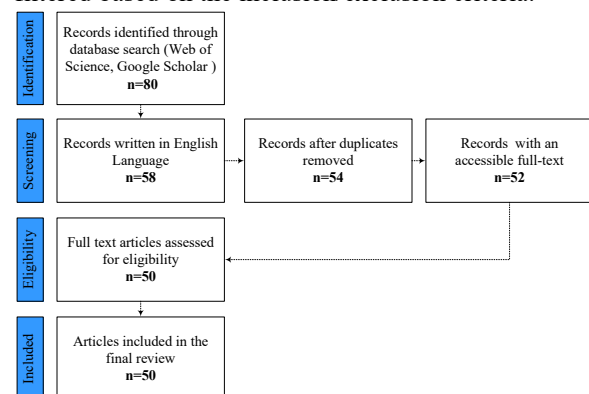 filtered based on the inclusion/exclusion criteria.
Identification
Records identified through
database search (Web of
Science, Google Scholar )
n=80
Screening
Records written in English
Language
n=58
Records after duplicates
removed
n=54
Records with an
accessible full-text
n=52
Eligibility
Full text articles assessed
for eligibility
n=50
Included
Articles included in the
final review
n=50